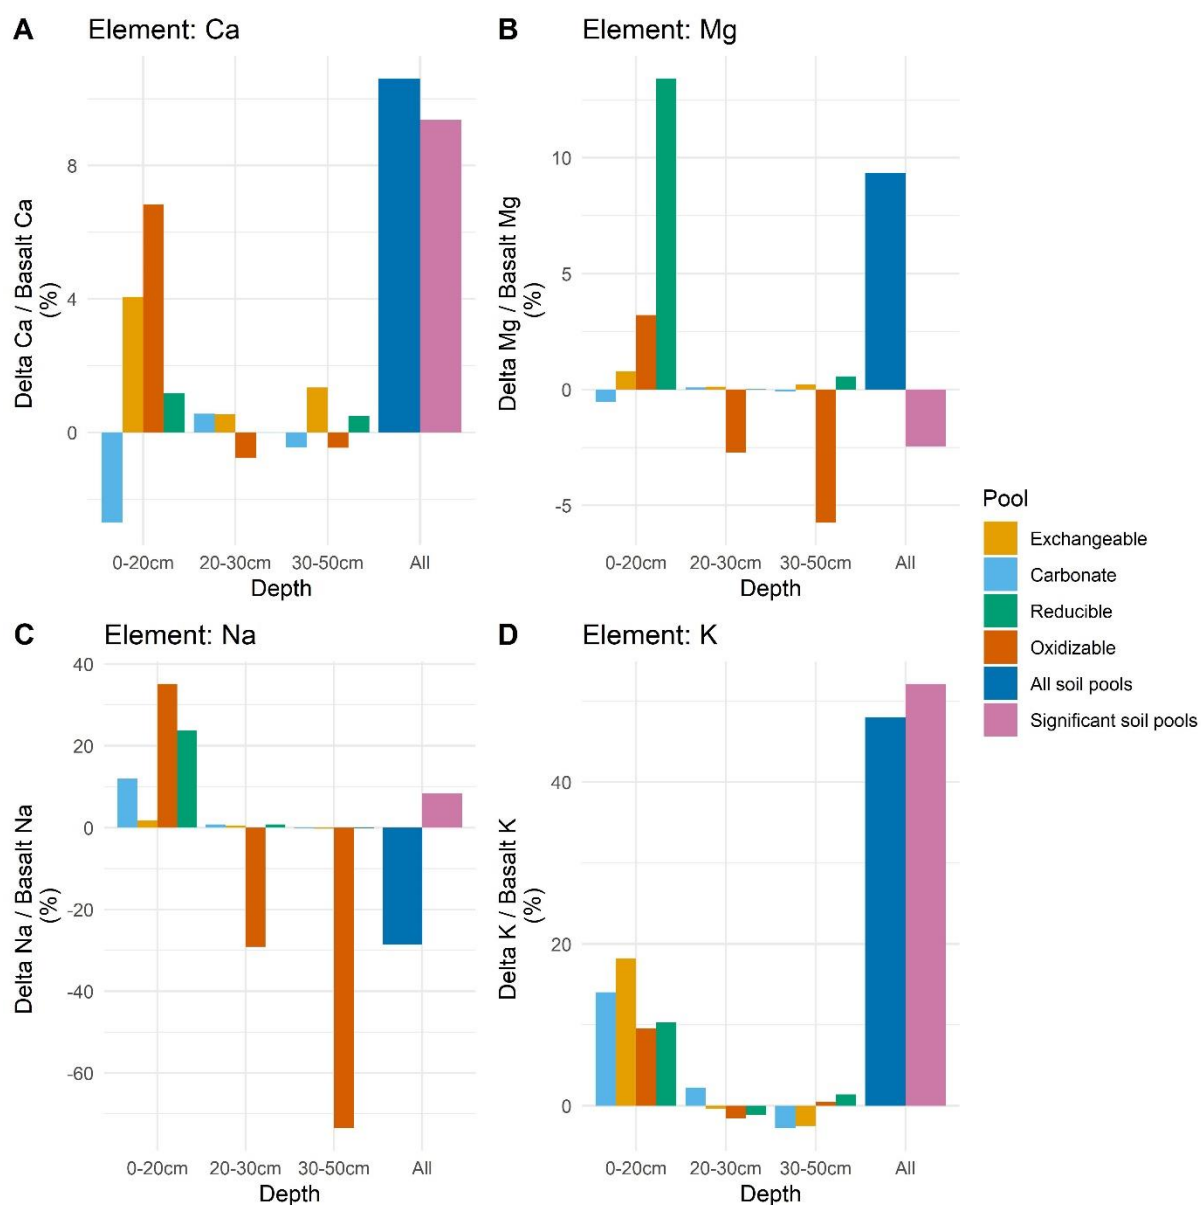 A Element: Ca
Delta Ca / Basalt Ca
(%)
8
4
0
0-20cm 20-30cm 30-50cm All
Depth
B Element: Mg
Delta Mg / Basalt Mg
(%)
10
5
0
-5
0-20cm 20-30cm 30-50cm All
Depth
C Element: Na
Delta Na / Basalt Na
(%)
40
20
0
-20
-40
-60
0-20cm 20-30cm 30-50cm All
Depth
D Element: K
Delta K / Basalt K
(%)
40
20
0
0-20cm 20-30cm 30-50cm All
Depth
Pool
Exchangeable
Carbonate
Reducible
Oxidizable
All soil pools
Significant soil pools